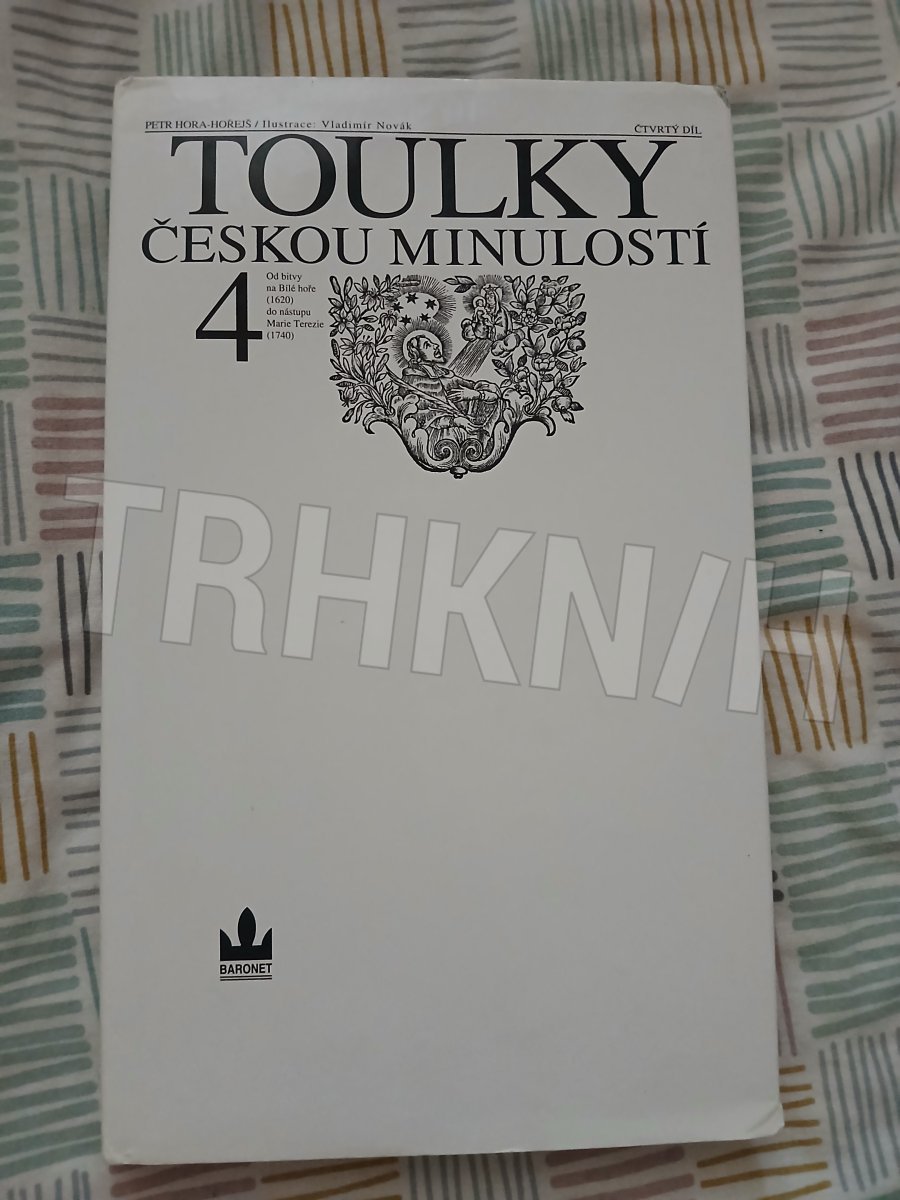 PETR HORA-HOŘEJŠ / Ilustrace: Vladimír Novák
ČTVRTÝ DÍL
TOULKY
ČESKOU MINULOSTÍ
4
Od bitvy
na Bílé hoře
(1620)
do nástupu
Marie Terezie
(1740)
TRHKNIH
BARONET